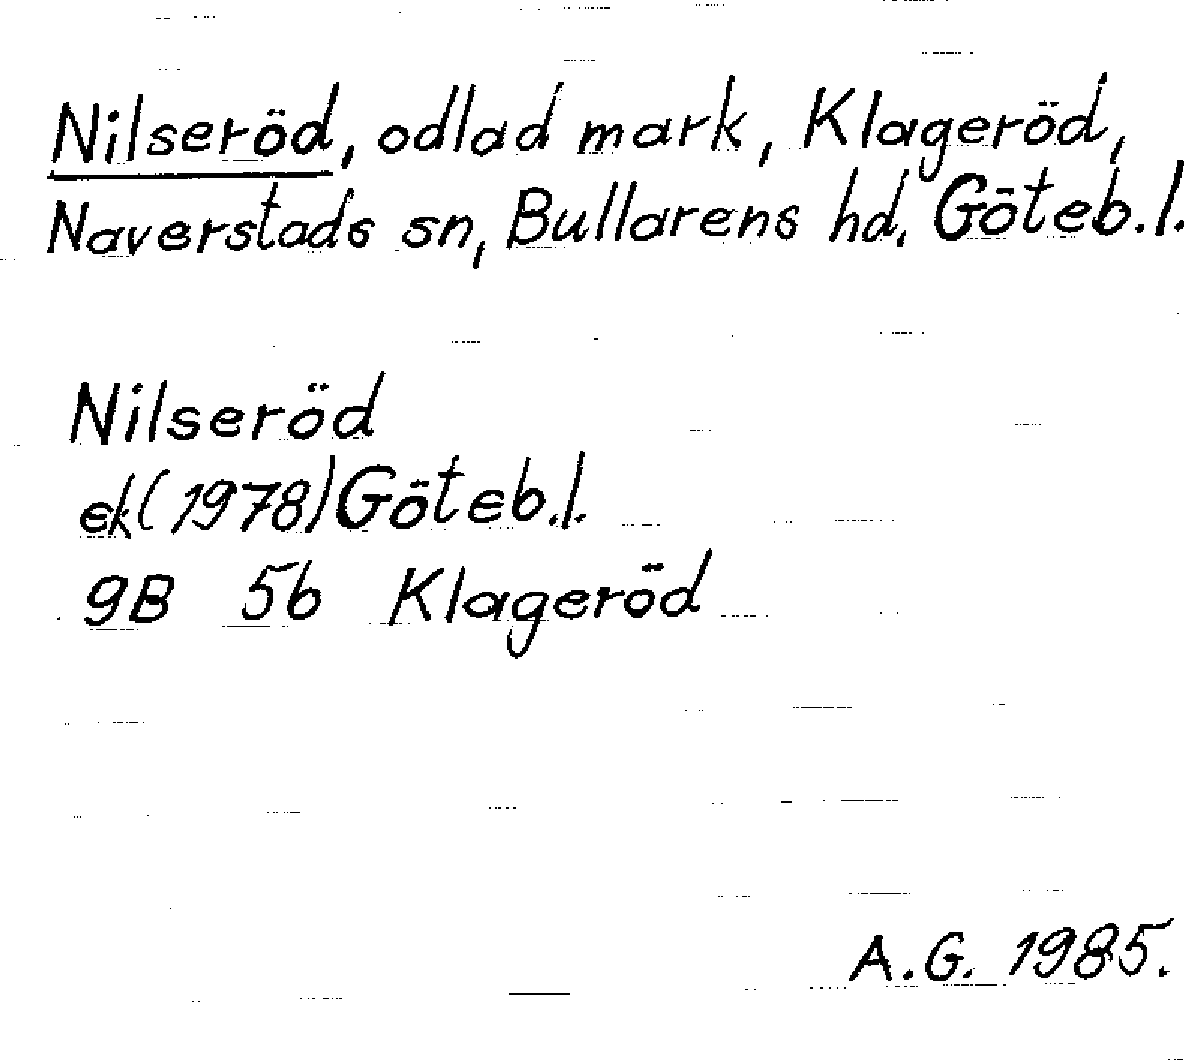 Nilseröd, odlad mark, Klageröd,
Naverstads sn, Bullarens hd. Göteb.l.
Nilseröd
ek(1978)Göteb.l.
9B 5b Klageröd
A.G. 1985.